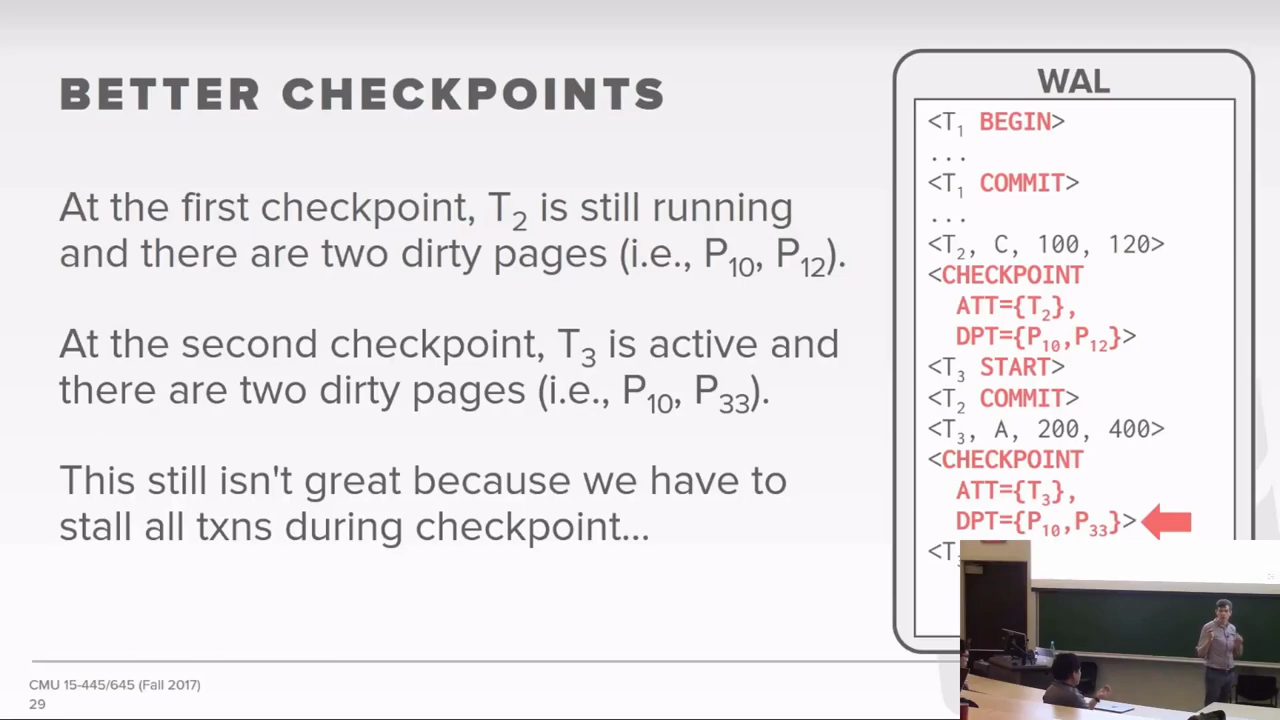 BETTER CHECKPOINTS
At the first checkpoint, T2 is still running
and there are two dirty pages (i.e., P10, P12).
At the second checkpoint, T3 is active and
there are two dirty pages (i.e., P10, P33).
This still isn't great because we have to
stall all txns during checkpoint...
WAL
<T1 BEGIN>
...
<T1 COMMIT>
...
<T2, C, 100, 120>
<CHECKPOINT
ATT={T2},
DPT={P10,P12}>
<T3 START>
<T2 COMMIT>
<T3, A, 200, 400>
<CHECKPOINT
ATT={T3},
DPT={P10,P33}>
CMU 15-445/645 (Fall 2017)
29